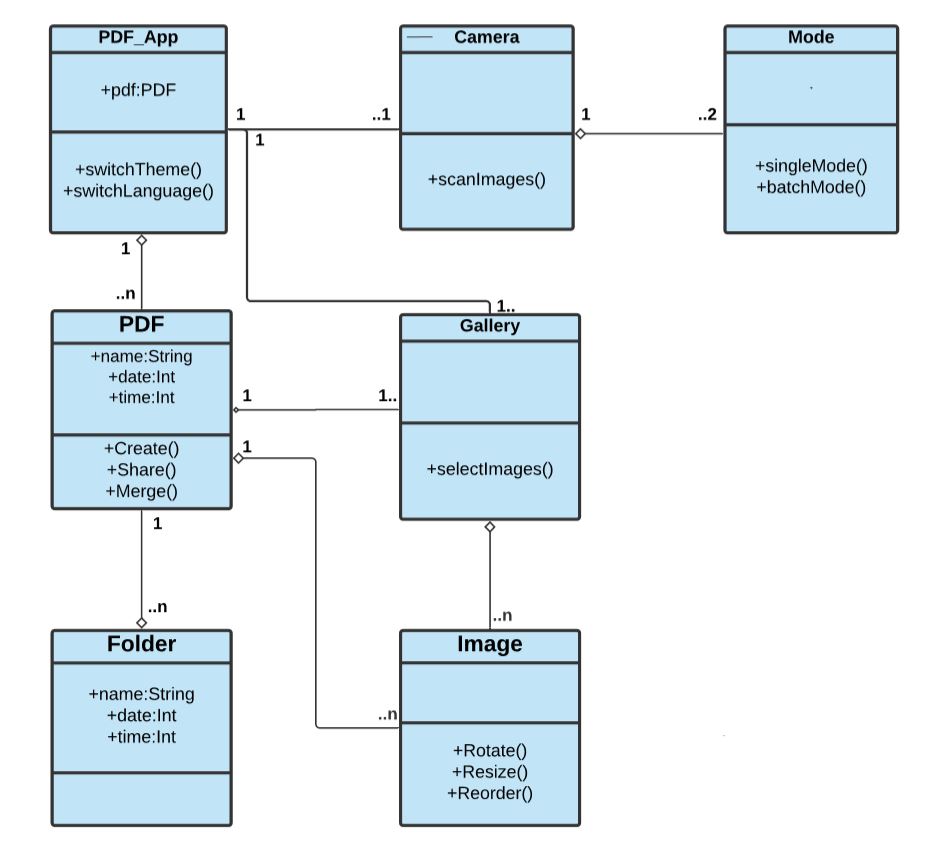 PDF_App
+pdf:PDF
+switchTheme()
+switchLanguage()
Camera
+scanImages()
Mode
+singleMode()
+batchMode()
1
..1
1
1
..2
1
..n
1..
PDF
+name:String
+date:Int
+time:Int
+Create()
+Share()
+Merge()
Gallery
+selectImages()
1
1..
1
1
..n
..n
..n
Folder
+name:String
+date:Int
+time:Int
Image
+Rotate()
+Resize()
+Reorder()